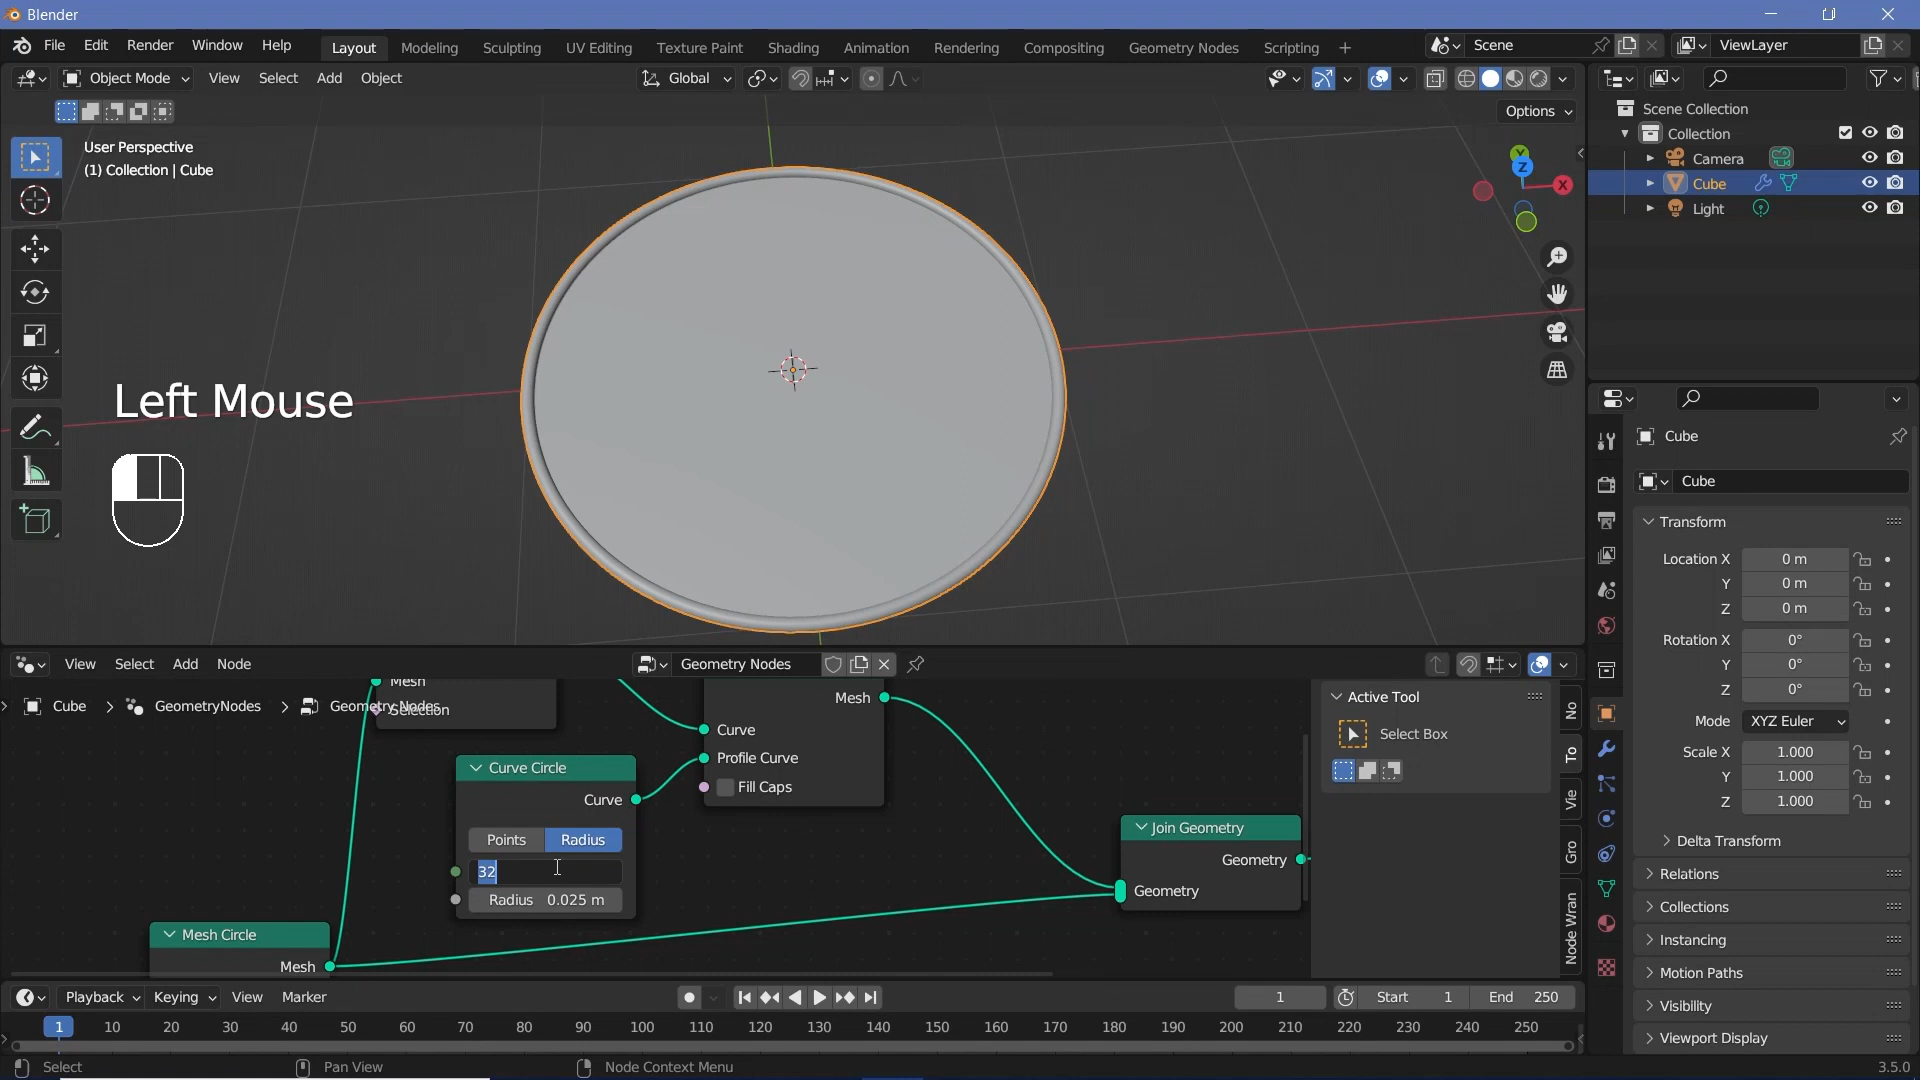 Blender
File Edit Render Window Help Layout Modeling Sculpting UV Editing Texture Paint Shading Animation Rendering Compositing Geometry Nodes Scripting + Scene ViewLayer
Object Mode View Select Add Object Global
Options
User Perspective
(1) Collection | Cube
Y
Z
X
Left Mouse
Scene Collection
Collection
Camera
Cube
Light
Cube
Cube
Transform
Location X 0 m
Y 0 m
Z 0 m
Rotation X 0°
Y 0°
Z 0°
Mode XYZ Euler
Scale X 1.000
Y 1.000
Z 1.000
Delta Transform
Relations
Collections
Instancing
Motion Paths
Visibility
Viewport Display
View Select Add Node Geometry Nodes
Cube > GeometryNodes > Geometry Nodes
Mesh
Selection
Mesh
Curve
Profile Curve
Fill Caps
Curve Circle
Curve
Points Radius
32
Radius 0.025 m
Mesh Circle
Mesh
Join Geometry
Geometry
Geometry
Active Tool
Select Box
No
To
Vie
Gro
Node Wran
Playback Keying View Marker 1 Start 1 End 250
1 10 20 30 40 50 60 70 80 90 100 110 120 130 140 150 160 170 180 190 200 210 220 230 240 250
Select Pan View Node Context Menu 3.5.0